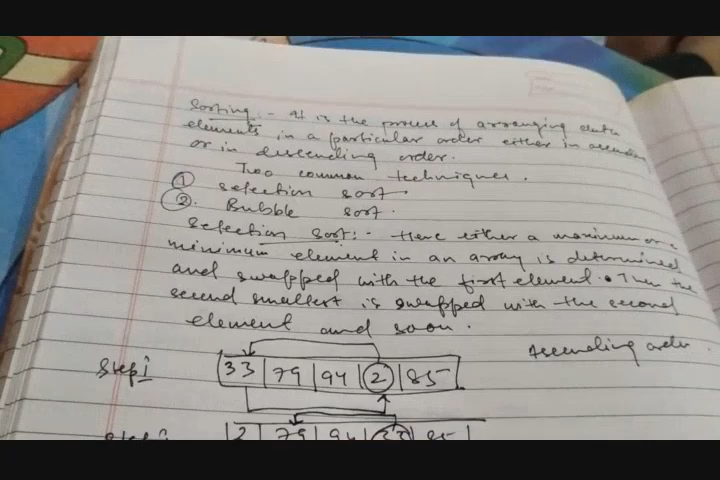 Sorting :- It is the process of arranging data
elements in a particular order either in ascending
or in descending order.
Two common techniques.
① Selection sort.
②. Bubble sort.
Selection Sort :- Here either a maximum or a
minimum element in an array is determined
and swapped with the first element. Then the
second smallest is swapped with the second
element and soon.
Ascending order
Step i 33 79 94 2 85
2 79 94 33 85